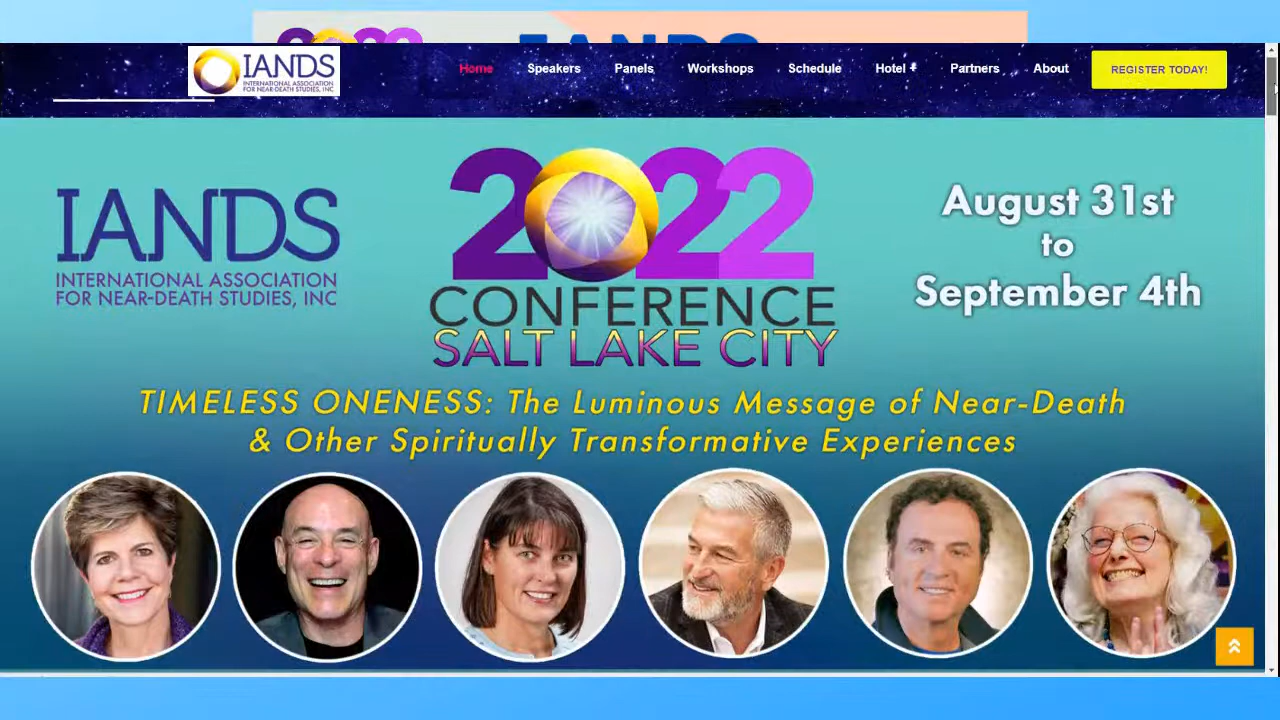 2022
IANDS
IANDS
INTERNATIONAL ASSOCIATION
FOR NEAR-DEATH STUDIES, INC
Home
Speakers
Panels
Workshops
Schedule
Hotel +
Partners
About
REGISTER TODAY!
IANDS
INTERNATIONAL ASSOCIATION
FOR NEAR-DEATH STUDIES, INC
2022
CONFERENCE
SALT LAKE CITY
August 31st
to
September 4th
TIMELESS ONENESS: The Luminous Message of Near-Death
& Other Spiritually Transformative Experiences